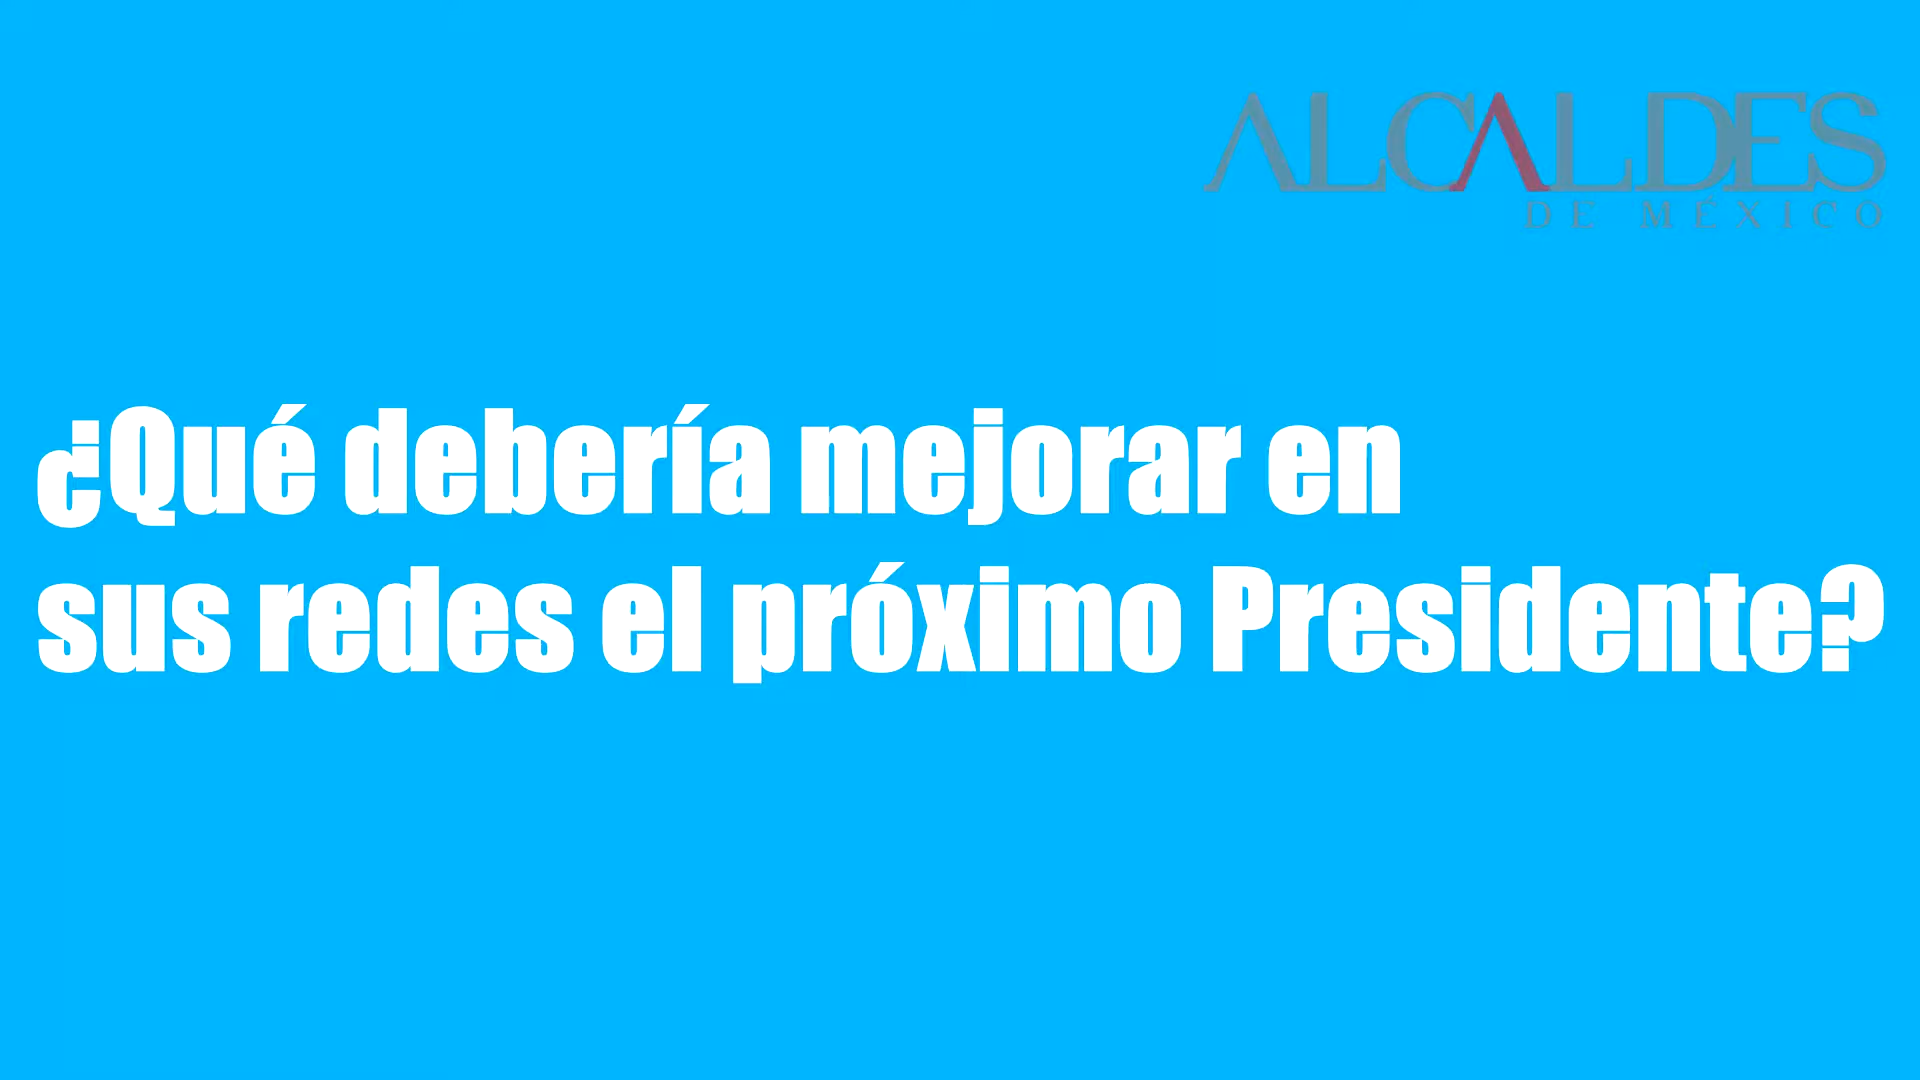 ALCALDES
DE MÉXICO
¿Qué debería mejorar en
sus redes el próximo Presidente?